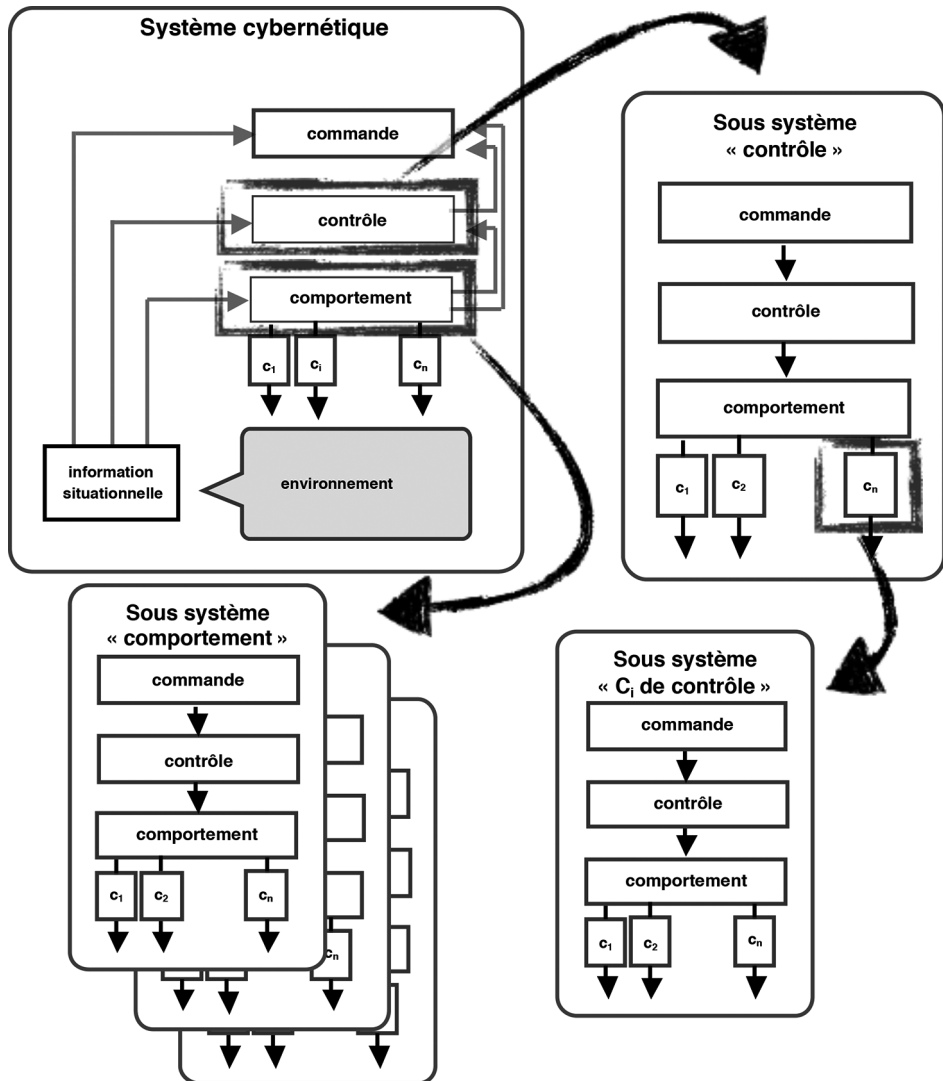 Système cybernétique
commande
contrôle
comportement
c₁
cᵢ
cₙ
information
situationnelle
environnement
Sous système
« contrôle »
commande
contrôle
comportement
c₁
c₂
cₙ
Sous système
« comportement »
commande
contrôle
comportement
c₁
c₂
cₙ
cₙ
Sous système
« Cᵢ de contrôle »
commande
contrôle
comportement
c₁
c₂
cₙ